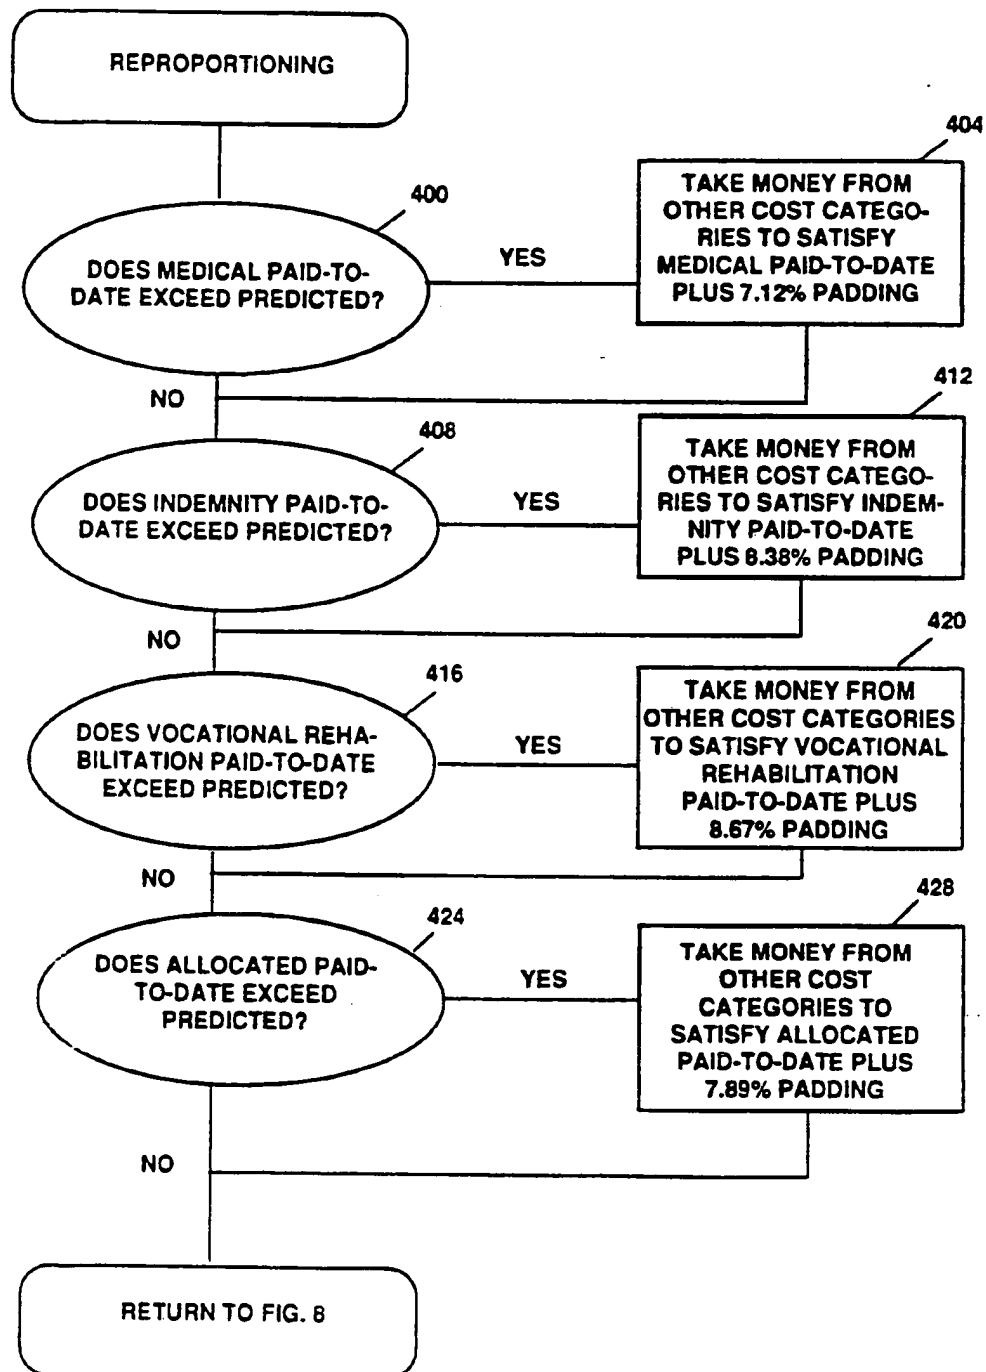 REPROPORTIONING
400
DOES MEDICAL PAID-TO-
DATE EXCEED PREDICTED?
YES
404
TAKE MONEY FROM
OTHER COST CATEGO-
RIES TO SATISFY
MEDICAL PAID-TO-DATE
PLUS 7.12% PADDING
NO
408
DOES INDEMNITY PAID-TO-
DATE EXCEED PREDICTED?
YES
412
TAKE MONEY FROM
OTHER COST CATEGO-
RIES TO SATISFY INDEM-
NITY PAID-TO-DATE
PLUS 8.38% PADDING
NO
416
DOES VOCATIONAL REHA-
BILITATION PAID-TO-DATE
EXCEED PREDICTED?
YES
420
TAKE MONEY FROM
OTHER COST CATEGORIES
TO SATISFY VOCATIONAL
REHABILITATION
PAID-TO-DATE PLUS
8.67% PADDING
NO
424
DOES ALLOCATED PAID-
TO-DATE EXCEED
PREDICTED?
YES
428
TAKE MONEY FROM
OTHER COST
CATEGORIES TO
SATISFY ALLOCATED
PAID-TO-DATE PLUS
7.89% PADDING
NO
RETURN TO FIG. 8